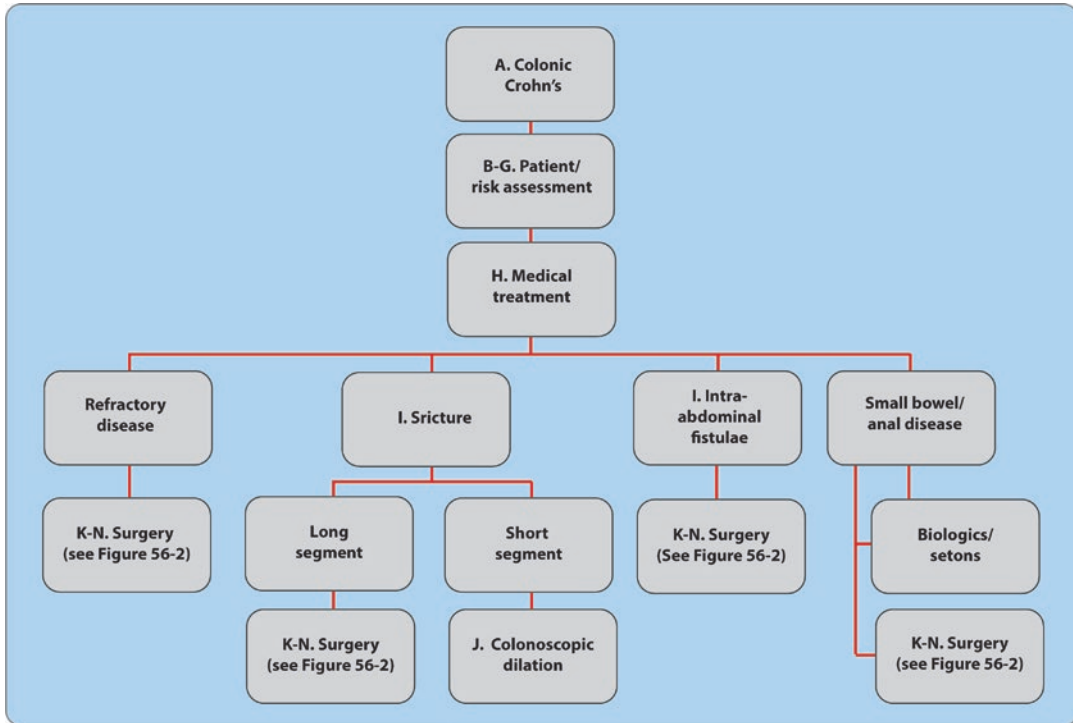 A. Colonic
Crohn's
B-G. Patient/
risk assessment
H. Medical
treatment
Refractory
disease
I. Sricture
I. Intra-
abdominal
fistulae
Small bowel/
anal disease
K-N. Surgery
(see Figure 56-2)
Long
segment
Short
segment
K-N. Surgery
(See Figure 56-2)
Biologics/
setons
K-N. Surgery
(see Figure 56-2)
J. Colonoscopic
dilation
K-N. Surgery
(see Figure 56-2)